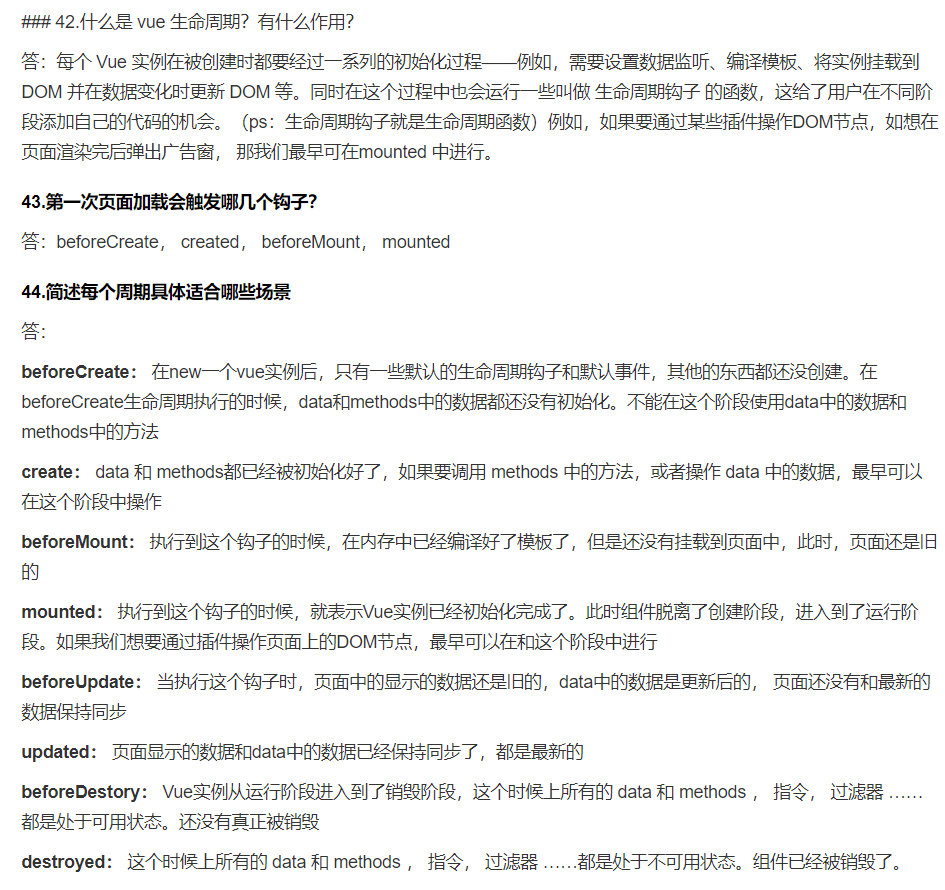 ### 42.什么是 vue 生命周期？有什么作用？
答：每个 Vue 实例在被创建时都要经过一系列的初始化过程——例如，需要设置数据监听、编译模板、将实例挂载到
DOM 并在数据变化时更新 DOM 等。同时在这个过程中也会运行一些叫做 生命周期钩子 的函数，这给了用户在不同阶
段添加自己的代码的机会。（ps：生命周期钩子就是生命周期函数）例如，如果要通过某些插件操作DOM节点，如想在
页面渲染完后弹出广告窗， 那我们最早可在mounted 中进行。
43.第一次页面加载会触发哪几个钩子？
答：beforeCreate， created， beforeMount， mounted
44.简述每个周期具体适合哪些场景
答：
beforeCreate： 在new一个vue实例后，只有一些默认的生命周期钩子和默认事件，其他的东西都还没创建。在
beforeCreate生命周期执行的时候，data和methods中的数据都还没有初始化。不能在这个阶段使用data中的数据和
methods中的方法
create： data 和 methods都已经被初始化好了，如果要调用 methods 中的方法，或者操作 data 中的数据，最早可以
在这个阶段中操作
beforeMount： 执行到这个钩子的时候，在内存中已经编译好了模板了，但是还没有挂载到页面中，此时，页面还是旧
的
mounted： 执行到这个钩子的时候，就表示Vue实例已经初始化完成了。此时组件脱离了创建阶段，进入到了运行阶
段。如果我们想要通过插件操作页面上的DOM节点，最早可以在和这个阶段中进行
beforeUpdate： 当执行这个钩子时，页面中的显示的数据还是旧的，data中的数据是更新后的， 页面还没有和最新的
数据保持同步
updated： 页面显示的数据和data中的数据已经保持同步了，都是最新的
beforeDestory： Vue实例从运行阶段进入到了销毁阶段，这个时候上所有的 data 和 methods ， 指令， 过滤器 ……
都是处于可用状态。还没有真正被销毁
destroyed： 这个时候上所有的 data 和 methods ， 指令， 过滤器 ……都是处于不可用状态。组件已经被销毁了。